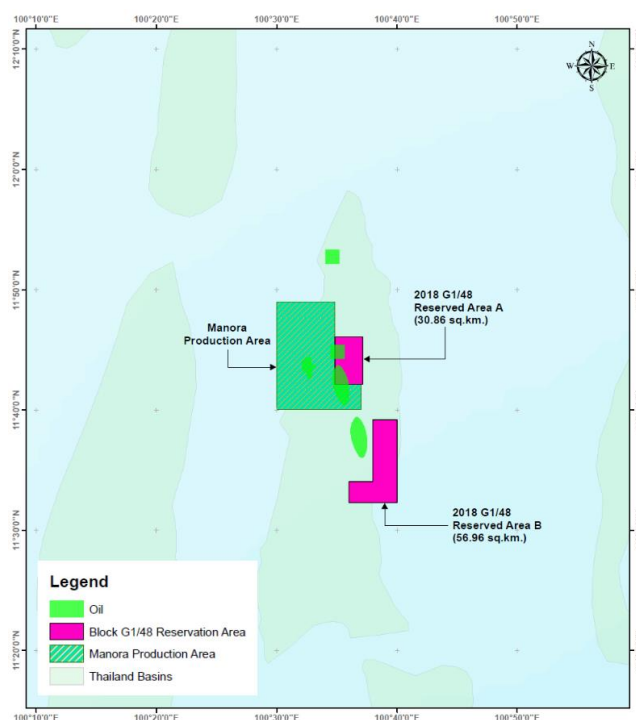 100°10'0"E 100°20'0"E 100°30'0"E 100°40'0"E 100°50'0"E
N
W E
S
12°10'0"N
12°0'0"N
11°50'0"N
11°40'0"N
11°30'0"N
11°20'0"N
2018 G1/48
Reserved Area A
(30.86 sq.km.)
Manora
Production Area
2018 G1/48
Reserved Area B
(56.96 sq.km.)
Legend
Oil
Block G1/48 Reservation Area
Manora Production Area
Thailand Basins
100°10'0"E 100°20'0"E 100°30'0"E 100°40'0"E 100°50'0"E